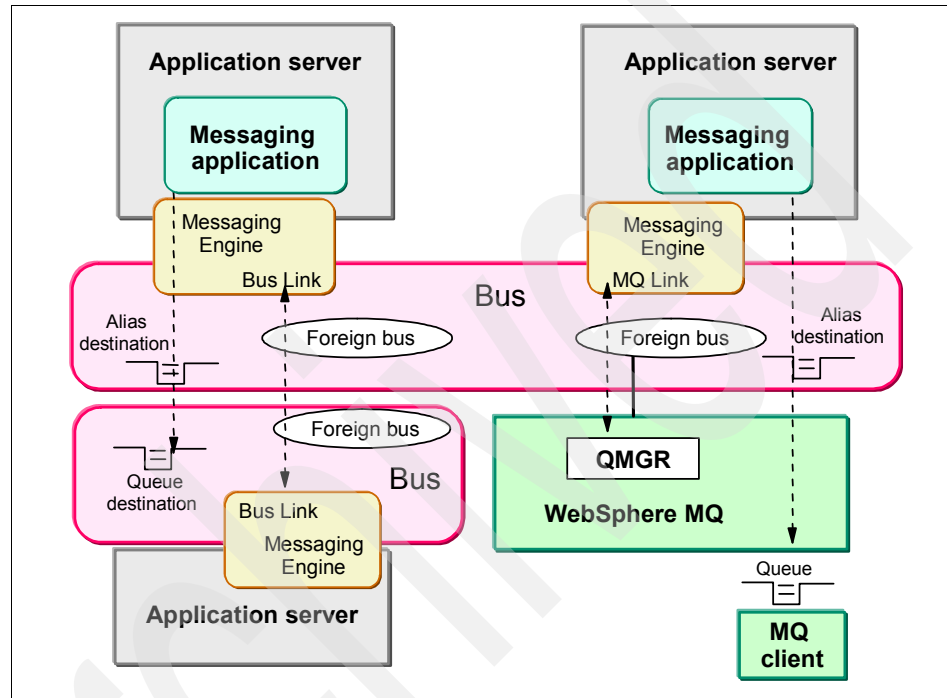 Application server
Messaging
application
Messaging
Engine
Bus Link
Application server
Messaging
application
Messaging
Engine
MQ Link
Bus
Alias
destination
Foreign bus
Foreign bus
Alias
destination
Foreign bus
Queue
destination
Bus
Bus Link
Messaging
Engine
Application server
QMGR
WebSphere MQ
Queue
MQ
client